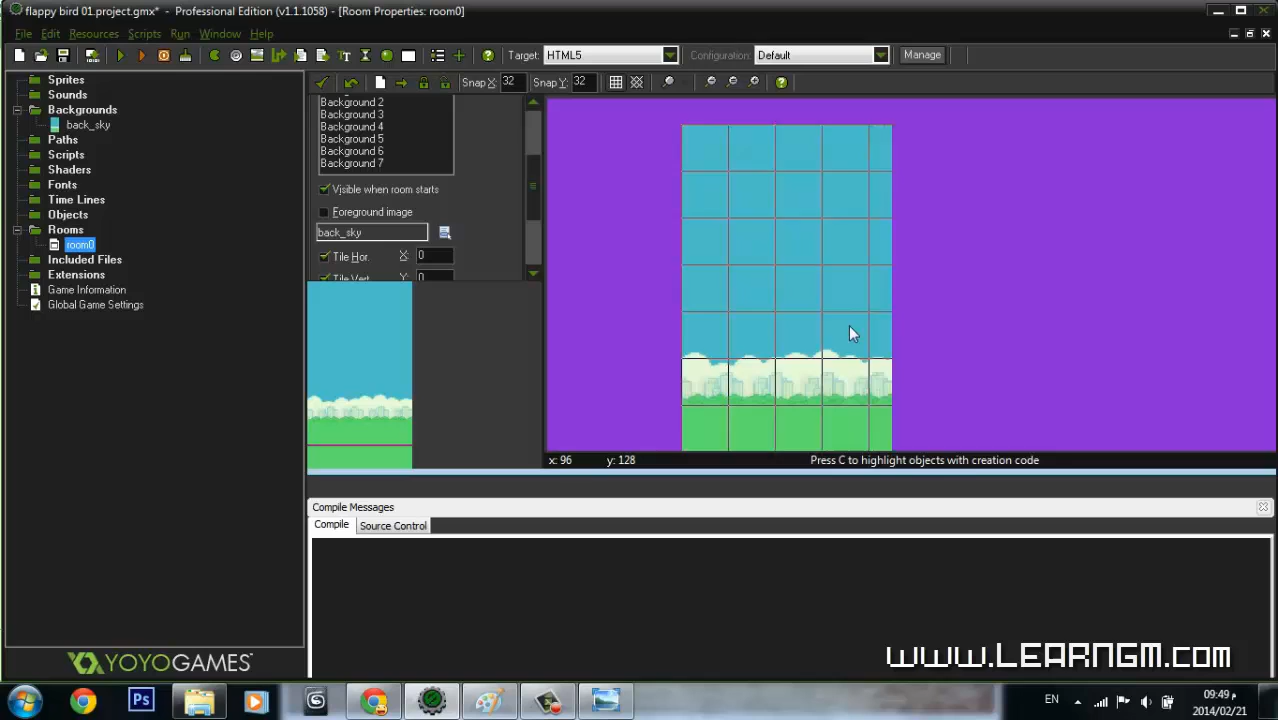 flappy bird 01.project.gmx* - Professional Edition (v1.1.1058) - [Room Properties: room0]
File Edit Resources Scripts Run Window Help
Target: HTML5 Configuration: Default Manage
Snap X: 32 Snap Y: 32
Sprites
Sounds
Backgrounds
back_sky
Paths
Scripts
Shaders
Fonts
Time Lines
Objects
Rooms
room0
Included Files
Extensions
Game Information
Global Game Settings
Background 2
Background 3
Background 4
Background 5
Background 6
Background 7
Visible when room starts
Foreground image
back_sky
Tile Hor. X: 0
Tile Vert. Y: 0
x: 96 y: 128 Press C to highlight objects with creation code
Compile Messages
Compile Source Control
YOYOGAMES
www.LEARNGM.com
Ps
EN
09:49 م
2014/02/21